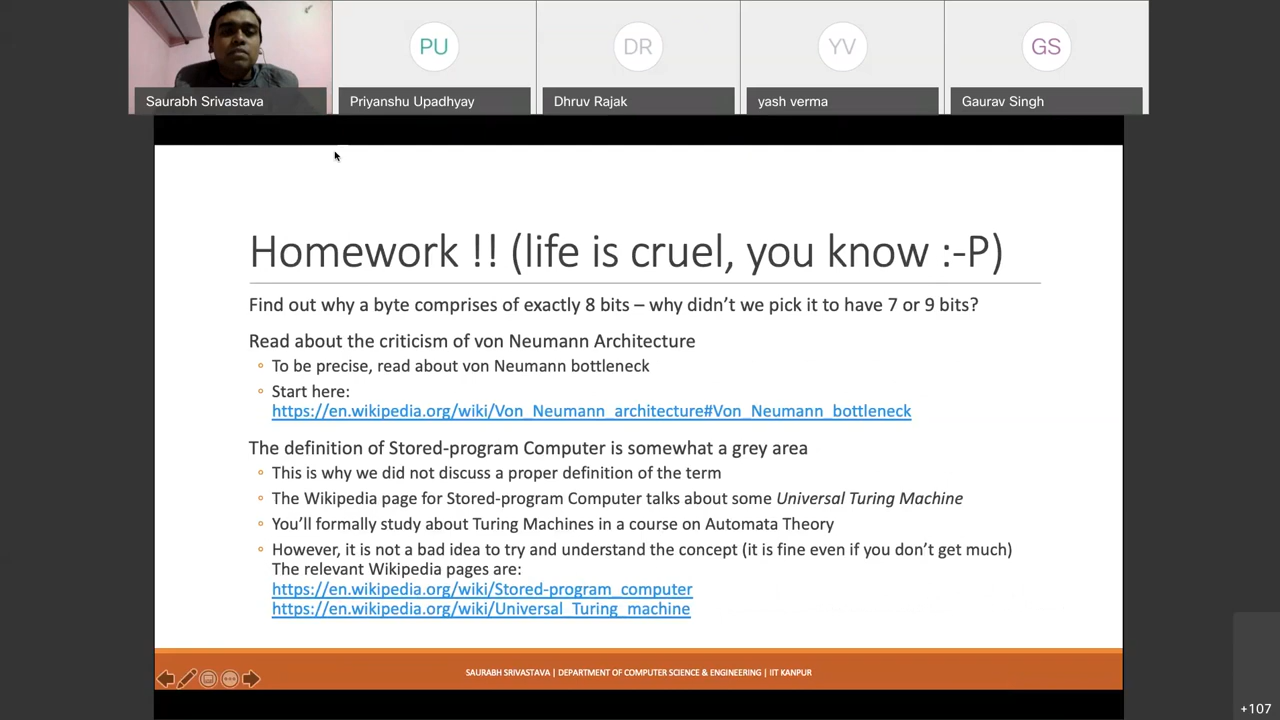 PU
DR
YV
GS
Saurabh Srivastava
Priyanshu Upadhyay
Dhruv Rajak
yash verma
Gaurav Singh
Homework !! (life is cruel, you know :-P)
Find out why a byte comprises of exactly 8 bits – why didn’t we pick it to have 7 or 9 bits?
Read about the criticism of von Neumann Architecture
To be precise, read about von Neumann bottleneck
Start here:
https://en.wikipedia.org/wiki/Von_Neumann_architecture#Von_Neumann_bottleneck
The definition of Stored-program Computer is somewhat a grey area
This is why we did not discuss a proper definition of the term
The Wikipedia page for Stored-program Computer talks about some Universal Turing Machine
You’ll formally study about Turing Machines in a course on Automata Theory
However, it is not a bad idea to try and understand the concept (it is fine even if you don’t get much)
The relevant Wikipedia pages are:
https://en.wikipedia.org/wiki/Stored-program_computer
https://en.wikipedia.org/wiki/Universal_Turing_machine
SAURABH SRIVASTAVA | DEPARTMENT OF COMPUTER SCIENCE & ENGINEERING | IIT KANPUR
+107